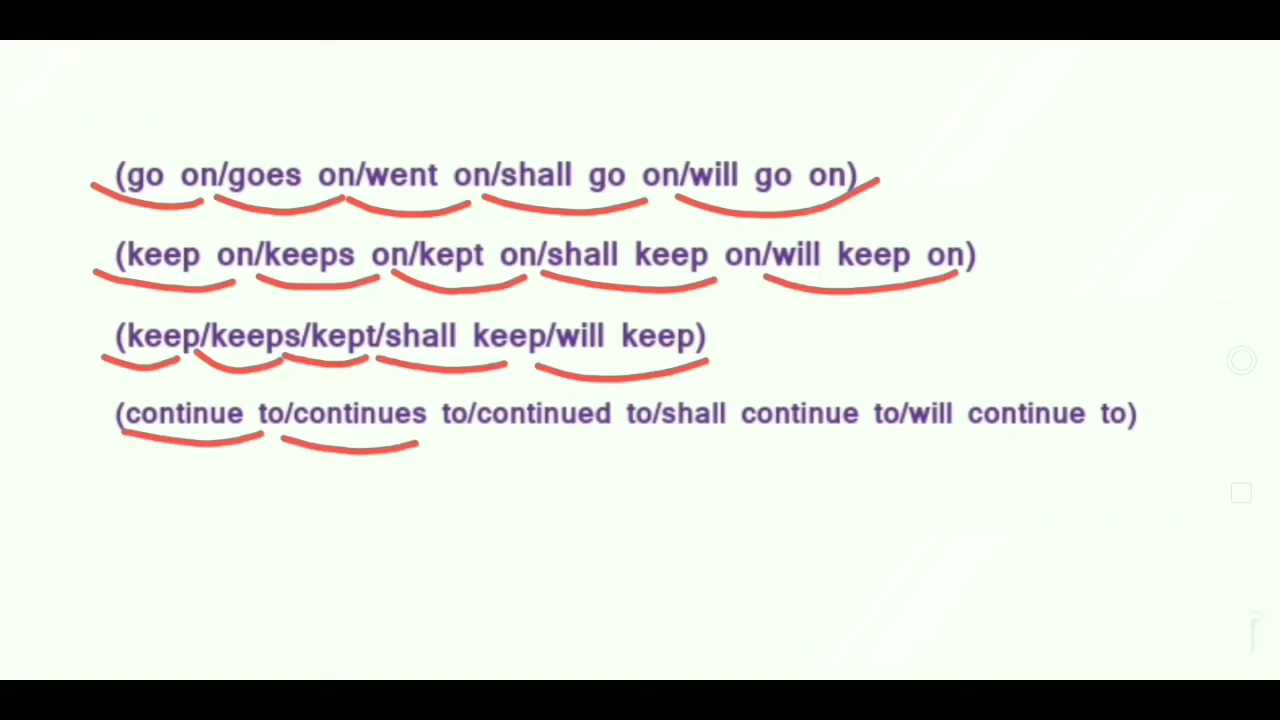 (go on/goes on/went on/shall go on/will go on)
(keep on/keeps on/kept on/shall keep on/will keep on)
(keep/keeps/kept/shall keep/will keep)
(continue to/continues to/continued to/shall continue to/will continue to)